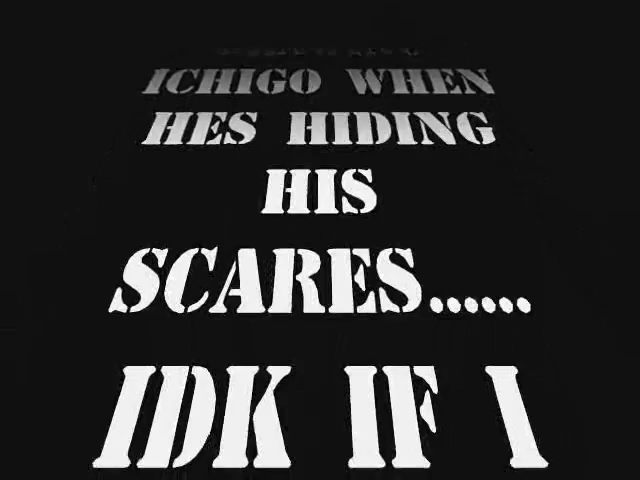 ICHIGO WHEN
HES HIDING
HIS
SCARES......
IDK IF I